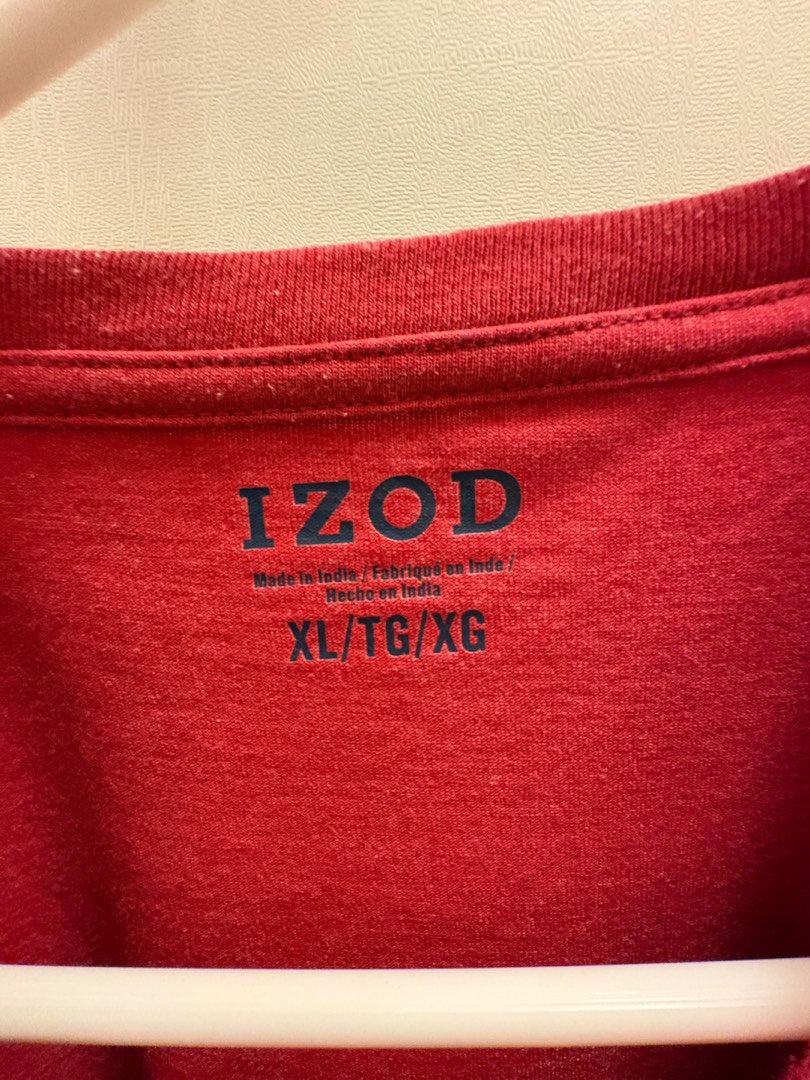 IZOD
Made in India / Fabriqué en Inde /
Hecho en India
XL/TG/XG